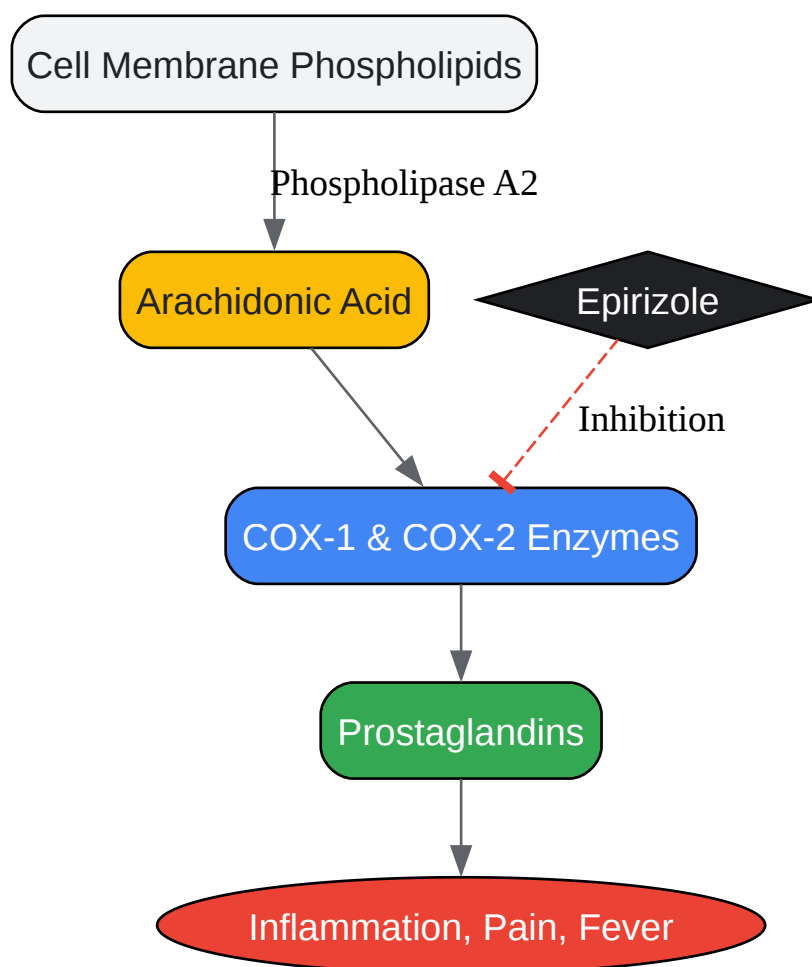 Cell Membrane Phospholipids
Phospholipase A2
Arachidonic Acid
Epirizole
Inhibition
COX-1 & COX-2 Enzymes
Prostaglandins
Inflammation, Pain, Fever